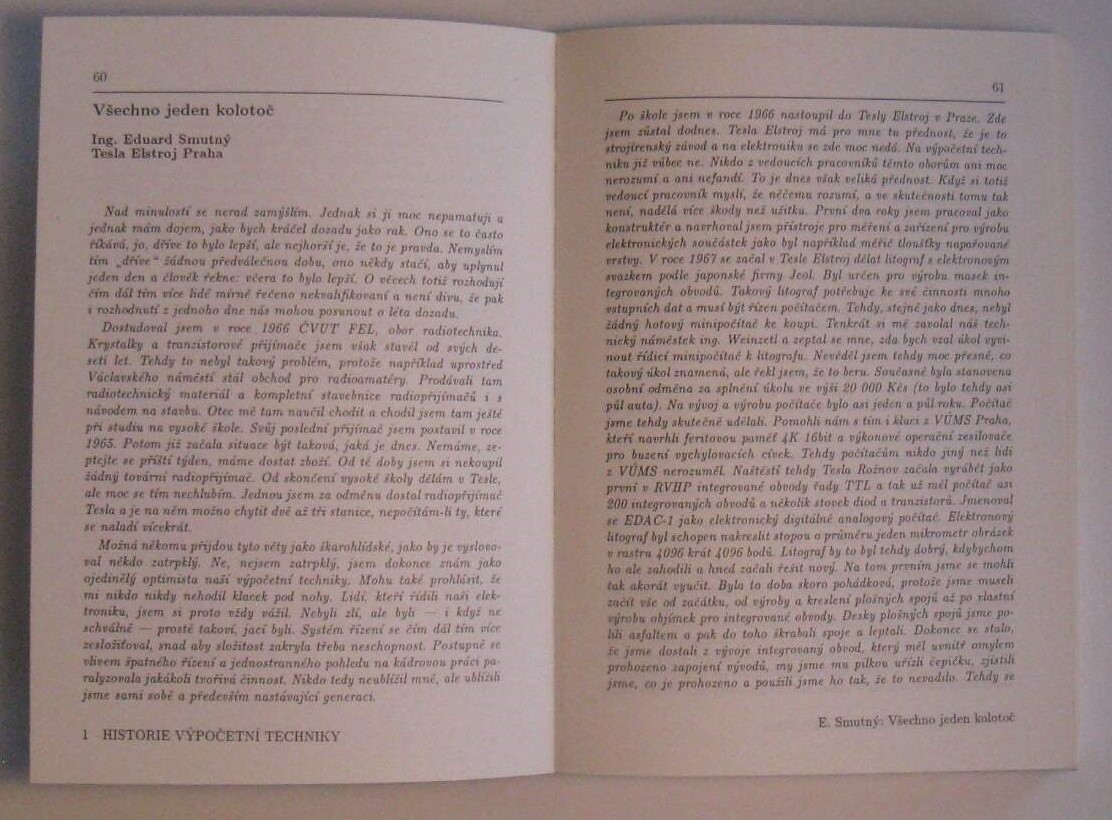 60
Všechno jeden kolotoč
Ing. Eduard Smutný
Tesla Elstroj Praha
Nad minulostí se nerad zamýšlím. Jednak si ji moc nepamatuji a
jednak mám dojem, jako bych kráčel dozadu jako rak. Ono se to často
říkává, jo, dříve to bylo lepší, ale nejhorší je, že to je pravda. Nemyslím
tím „dříve“ žádnou předválečnou dobu, ono někdy stačí, aby uplynul
jeden den a člověk řekne: včera to bylo lepší. O věcech totiž rozhodují
čím dál tím více lidé mírně řečeno nekvalifikovaní a není divu, že pak
i rozhodnutí z jednoho dne nás mohou posunout o léta dozadu.
Dostudoval jsem v roce 1966 ČVUT FEL, obor radiotechnika.
Krystalky a tranzistorové přijímače jsem však stavěl od svých de-
seti let. Tehdy to nebyl takový problém, protože například uprostřed
Václavského náměstí stál obchod pro radioamatéry. Prodávali tam
radiotechnický materiál a kompletní stavebnice radiopřijímačů i s
návodem na stavbu. Otec mě tam naučil chodit a chodil jsem tam ještě
při studiu na vysoké škole. Svůj poslední přijímač jsem postavil v roce
1965. Potom již začala situace být taková, jaká je dnes. Nemáme, ze-
ptejte se příští týden, máme dostat zboží. Od té doby jsem si nekoupil
žádný tovární radiopřijímač. Od skončení vysoké školy dělám v Tesle,
ale moc se tím nechlubím. Jednou jsem za odměnu dostal radiopřijímač
Tesla a je na něm možno chytit dvě až tři stanice, nepočítám-li ty, které
se naladí vícekrát.
Možná někomu přijdou tyto věty jako škarohlídské, jako by je vyslovo-
val někdo zatrpklý. Ne, nejsem zatrpklý, jsem dokonce znám jako
ojedinělý optimista naší výpočetní techniky. Mohu také prohlásit, že
mi nikdo nikdy nehodil klacek pod nohy. Lidí, kteří řídili naši elek-
troniku, jsem si proto vždy vážil. Nebyli zlí, ale byli — i když ne
schválně — prostě takoví, jací byli. Systém řízení se čím dál tím více
zesložiťoval, snad aby složitost zakryla třeba neschopnost. Postupně se
vlivem špatného řízení a jednostranného pohledu na kádrovou práci pa-
ralyzovala jakákoli tvořivá činnost. Nikdo tedy neublížil mně, ale ublížili
jsme sami sobě a především nastávající generaci.
1 HISTORIE VÝPOČETNÍ TECHNIKY
61
Po škole jsem v roce 1966 nastoupil do Tesly Elstroj v Praze. Zde
jsem zůstal dodnes. Tesla Elstroj má pro mne tu přednost, že je to
strojírenský závod a na elektroniku se zde moc nedá. Na výpočetní tech-
niku již vůbec ne. Nikdo z vedoucích pracovníků těmto oborům ani moc
nerozumí a ani nefandí. To je dnes však veliká přednost. Když si totiž
vedoucí pracovník myslí, že něčemu rozumí, a ve skutečnosti tomu tak
není, nadělá více škody než užitku. První dva roky jsem pracoval jako
konstruktér a navrhoval jsem přístroje pro měření a zařízení pro výrobu
elektronických součástek jako byl například měřič tloušťky napařované
vrstvy. V roce 1967 se začal v Tesle Elstroj dělat litograf s elektronovým
svazkem podle japonské firmy Jeol. Byl určen pro výrobu masek in-
tegrovaných obvodů. Takový litograf potřebuje ke své činnosti mnoho
vstupních dat a musí být řízen počítačem. Tehdy, stejně jako dnes, nebyl
žádný hotový minipočítač ke koupi. Tenkrát si mě zavolal náš tech-
nický náměstek ing. Weinzetl a zeptal se mne, zda bych vzal úkol vyvi-
nout řídicí minipočítač k litografu. Nevěděl jsem tehdy moc přesně, co
takový úkol znamená, ale řekl jsem, že to beru. Současně byla stanovena
osobní odměna za splnění úkolu ve výši 20 000 Kčs (to bylo tehdy asi
půl auta). Na vývoj a výrobu počítače bylo asi jeden a půl roku. Počítač
jsme tehdy skutečně udělali. Pomohli nám s tím i kluci z VÚMS Praha,
kteří navrhli feritovou paměť 4K 16bit a výkonové operační zesilovače
pro buzení vychylovacích cívek. Tehdy počítačům nikdo jiný než lidi
z VÚMS nerozuměl. Naštěstí tehdy Tesla Rožnov začala vyrábět jako
první v RVHP integrované obvody řady TTL a tak už měl počítač asi
200 integrovaných obvodů a několik stovek diod a tranzistorů. Jmenoval
se EDAC-1 jako elektronický digitálně analogový počítač. Elektronový
litograf byl schopen nakreslit stopou o průměru jeden mikrometr obrázek
v rastru 4096 krát 4096 bodů. Litograf by to byl tehdy dobrý, kdybychom
ho ale zahodili a hned začali řešit nový. Na tom prvním jsme se mohli
tak akorát vyučit. Byla to doba skoro pohádková, protože jsme museli
začít vše od začátku, od výroby a kreslení plošných spojů až po vlastní
výrobu objímek pro integrované obvody. Desky plošných spojů jsme po-
lili asfaltem a pak do toho škrabali spoje a leptali. Dokonce se stalo,
že jsme dostali z vývoje integrovaný obvod, který měl uvnitř omylem
prohozeno zapojení vývodů, my jsme mu pilkou uřízli čepičku, zjistili
jsme, co je prohozeno a použili jsme ho tak, že to nevadilo. Tehdy se
E. Smutný: Všechno jeden kolotoč